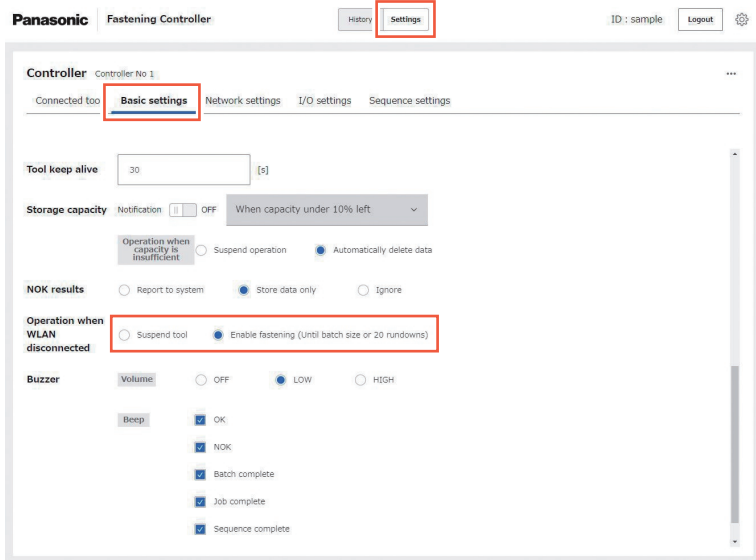 Panasonic Fastening Controller History Settings ID : sample Logout
Controller Controller No 1 ...
Connected too Basic settings Network settings I/O settings Sequence settings
Tool keep alive 30 [s]
Storage capacity Notification OFF When capacity under 10% left
Operation when
capacity is
insufficient
Suspend operation Automatically delete data
NOK results Report to system Store data only Ignore
Operation when
WLAN
disconnected
Suspend tool Enable fastening (Until batch size or 20 rundowns)
Buzzer Volume OFF LOW HIGH
Beep OK
NOK
Batch complete
Job complete
Sequence complete